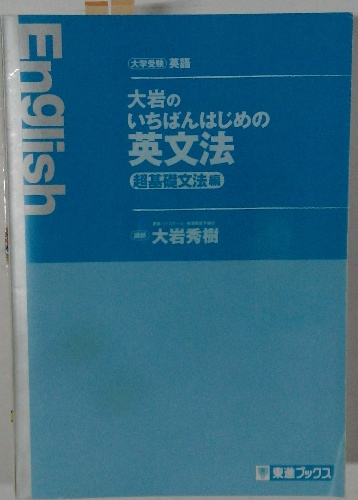 English
大学受験 英語
大岩の
いちばんはじめの
英文法
超基礎文法編
講師 大岩秀樹
東進ブックス